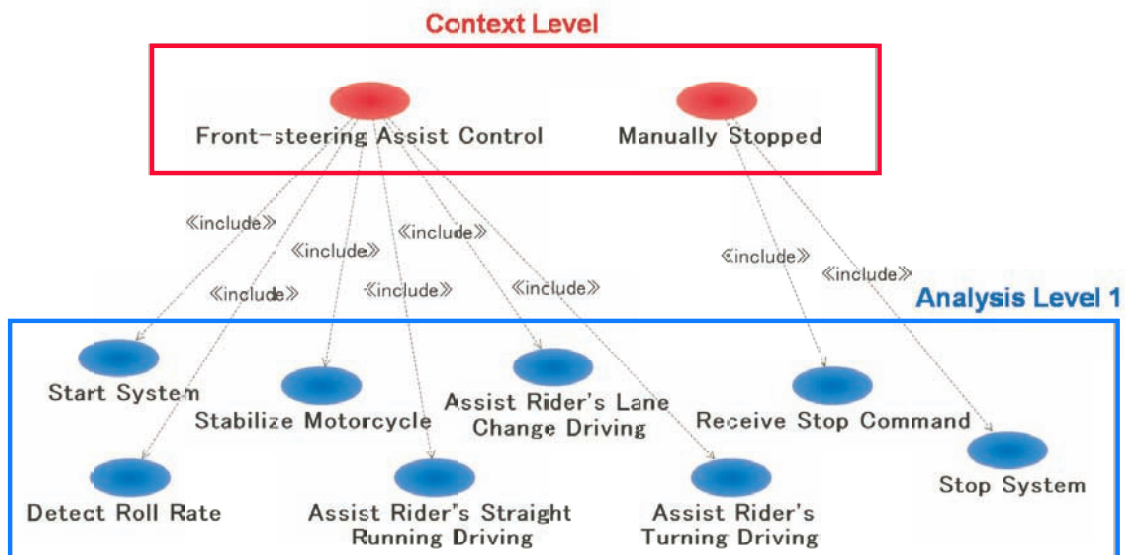 Context Level
Front-steering Assist Control
Manually Stopped
≪include≫
≪include≫
≪include≫
≪include≫
≪include≫
≪include≫
≪include≫
≪include≫
Analysis Level 1
Start System
Stabilize Motorcycle
Assist Rider's Lane
Change Driving
Receive Stop Command
Stop System
Detect Roll Rate
Assist Rider's Straight
Running Driving
Assist Rider's
Turning Driving